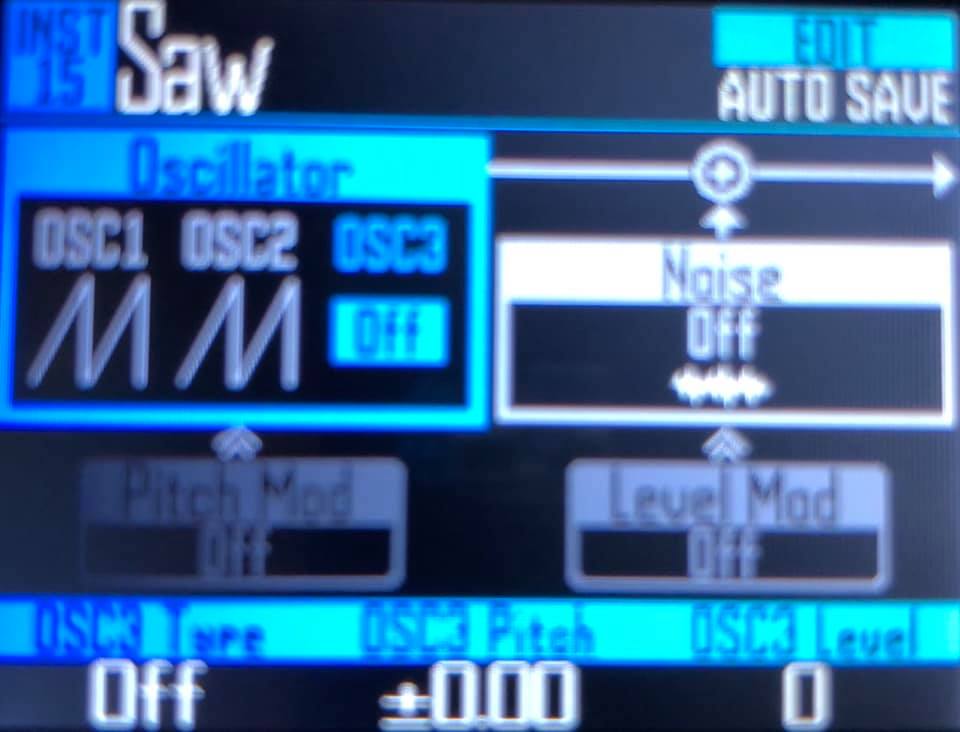 INST 15 Saw
EDIT
AUTO SAVE
Oscillator
OSC1 OSC2 OSC3
Off
Noise
Off
Pitch Mod
Off
Level Mod
Off
OSC3 Type OSC3 Pitch OSC3 Level
Off ±0.00 0